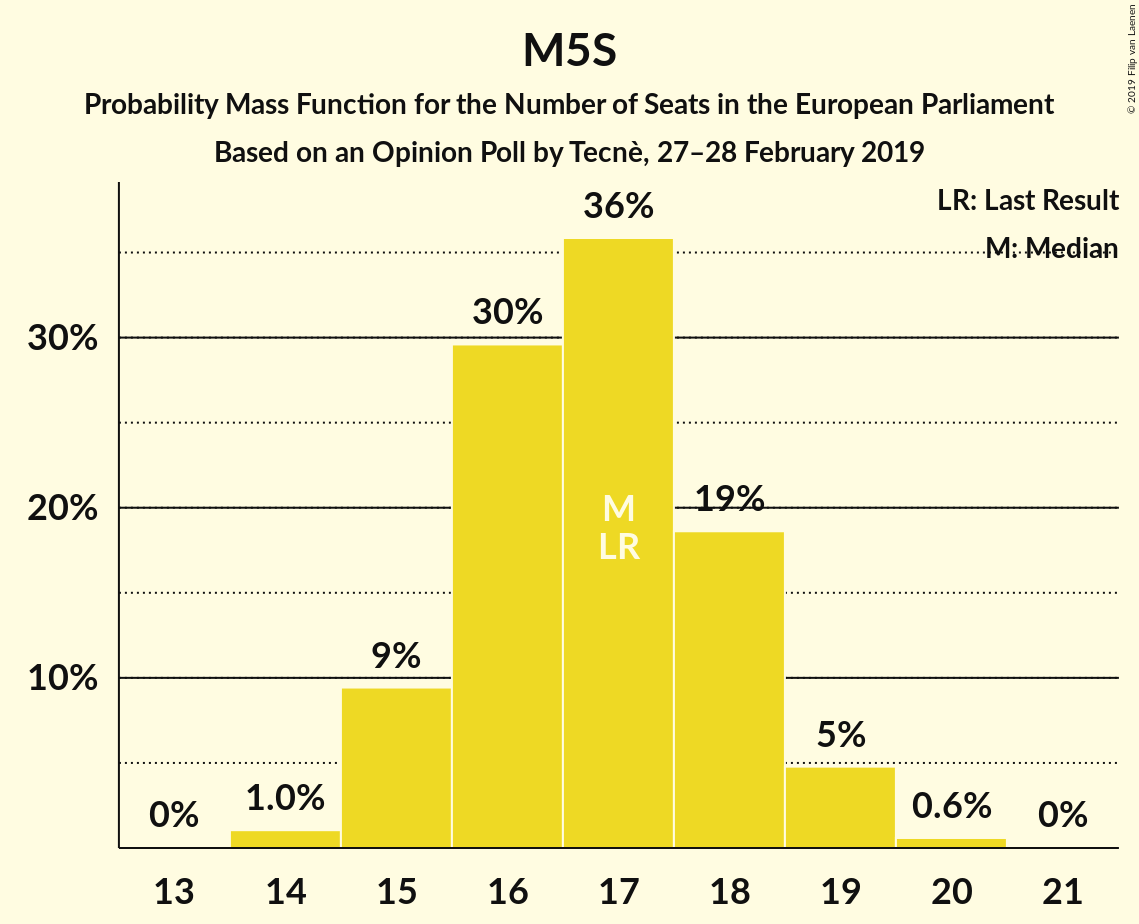 M5S
Probability Mass Function for the Number of Seats in the European Parliament
Based on an Opinion Poll by Tecnè, 27–28 February 2019
© 2019 Filip van Laenen
LR: Last Result
M: Median
30%
20%
10%
0%
1.0%
9%
30%
36%
19%
5%
0.6%
0%
M
LR
13
14
15
16
17
18
19
20
21